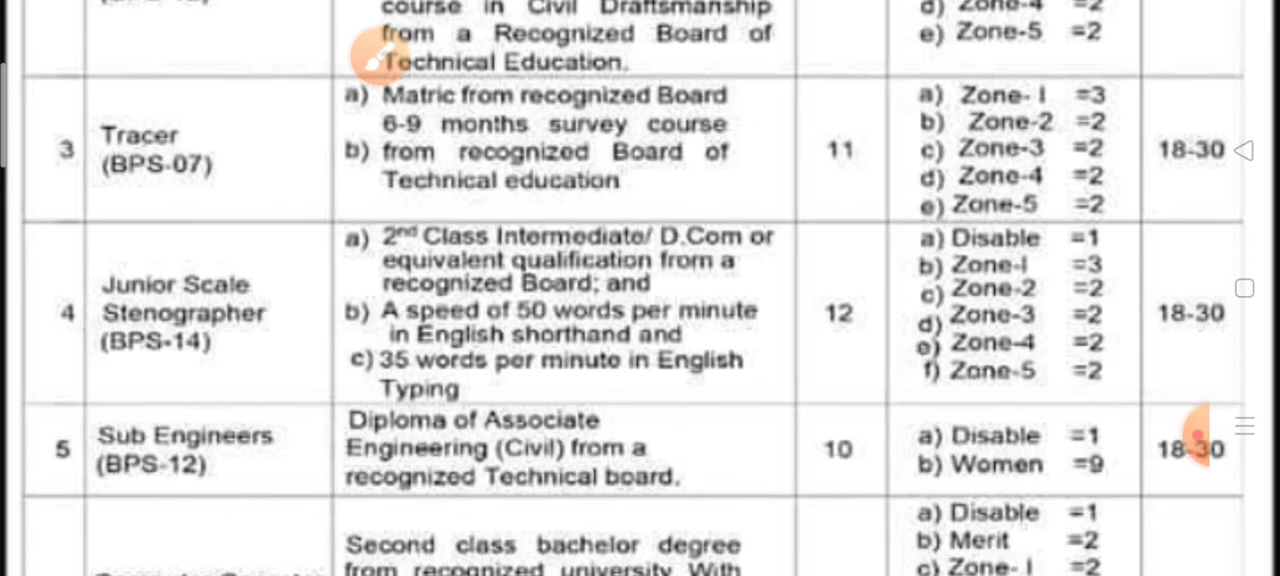 course in Civil Draftsmanship
from a Recognized Board of
Technical Education.
d) Zone-4 =2
e) Zone-5 =2
3
Tracer
(BPS-07)
a) Matric from recognized Board
6-9 months survey course
b) from recognized Board of
Technical education
11
a) Zone- I =3
b) Zone-2 =2
c) Zone-3 =2
d) Zone-4 =2
e) Zone-5 =2
18-30
4
Junior Scale
Stenographer
(BPS-14)
a) 2nd Class Intermediate/ D.Com or
equivalent qualification from a
recognized Board; and
b) A speed of 50 words per minute
in English shorthand and
c) 35 words per minute in English
Typing
12
a) Disable =1
b) Zone-I =3
c) Zone-2 =2
d) Zone-3 =2
e) Zone-4 =2
f) Zone-5 =2
18-30
5
Sub Engineers
(BPS-12)
Diploma of Associate
Engineering (Civil) from a
recognized Technical board.
10
a) Disable =1
b) Women =9
18-30
Second class bachelor degree
from recognized university With
a) Disable =1
b) Merit =2
c) Zone- I =2